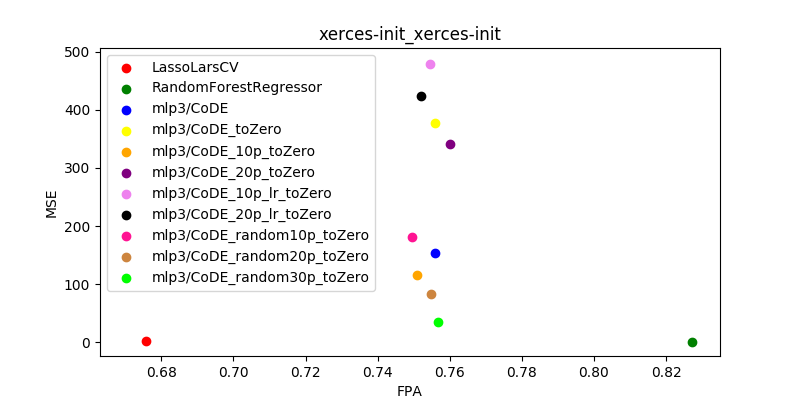 xerces-init_xerces-init
500
400
300
200
100
0
MSE
LassoLarsCV
RandomForestRegressor
mlp3/CoDE
mlp3/CoDE_toZero
mlp3/CoDE_10p_toZero
mlp3/CoDE_20p_toZero
mlp3/CoDE_10p_lr_toZero
mlp3/CoDE_20p_lr_toZero
mlp3/CoDE_random10p_toZero
mlp3/CoDE_random20p_toZero
mlp3/CoDE_random30p_toZero
0.68 0.70 0.72 0.74 0.76 0.78 0.80 0.82
FPA